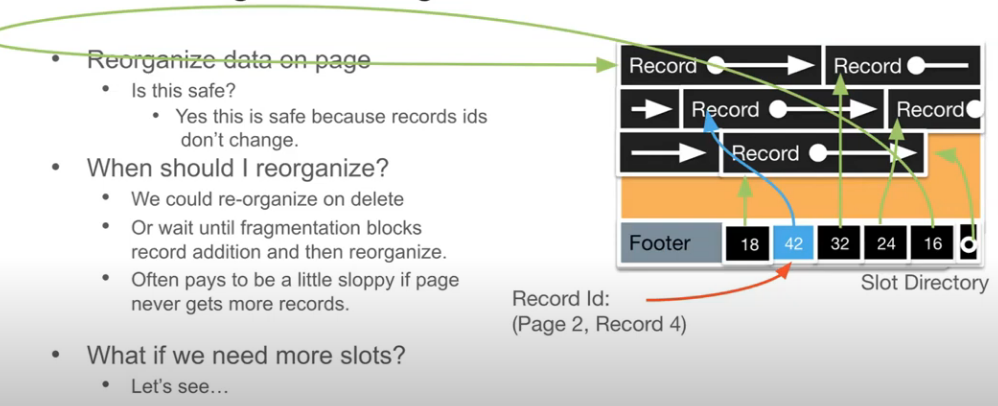 Reorganize data on page
Is this safe?
Yes this is safe because records ids
don't change.
When should I reorganize?
We could re-organize on delete
Or wait until fragmentation blocks
record addition and then reorganize.
Often pays to be a little sloppy if page
never gets more records.
What if we need more slots?
Let's see…
Record Record
Record Record
Record
Footer 18 42 32 24 16
Slot Directory
Record Id:
(Page 2, Record 4)